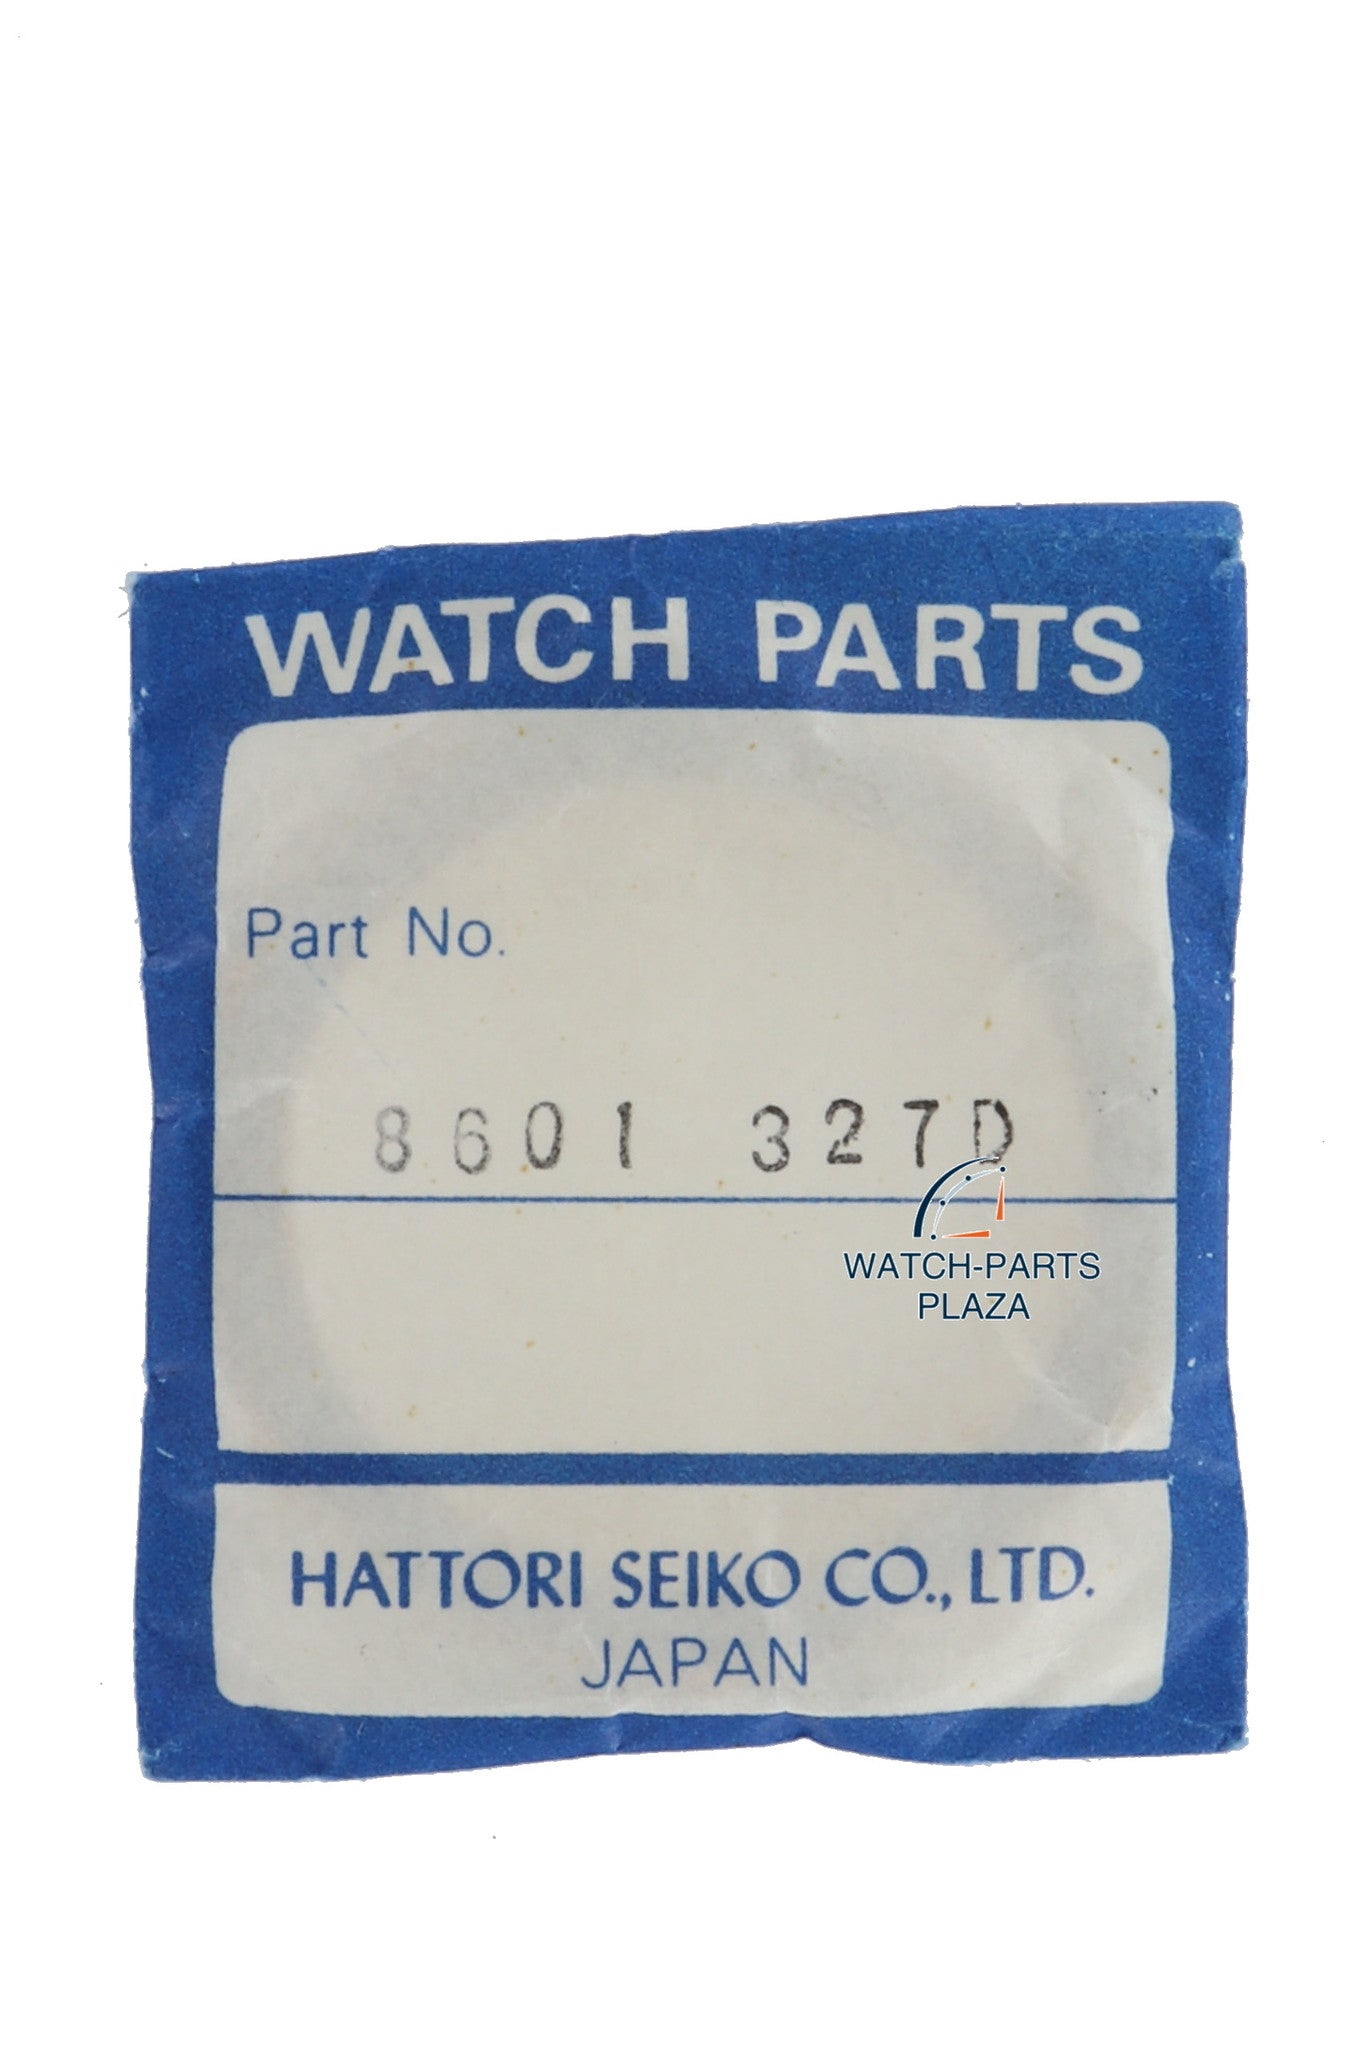 WATCH PARTS
Part No.
8601 327D
WATCH-PARTS
PLAZA
HATTORI SEIKO CO., LTD.
JAPAN